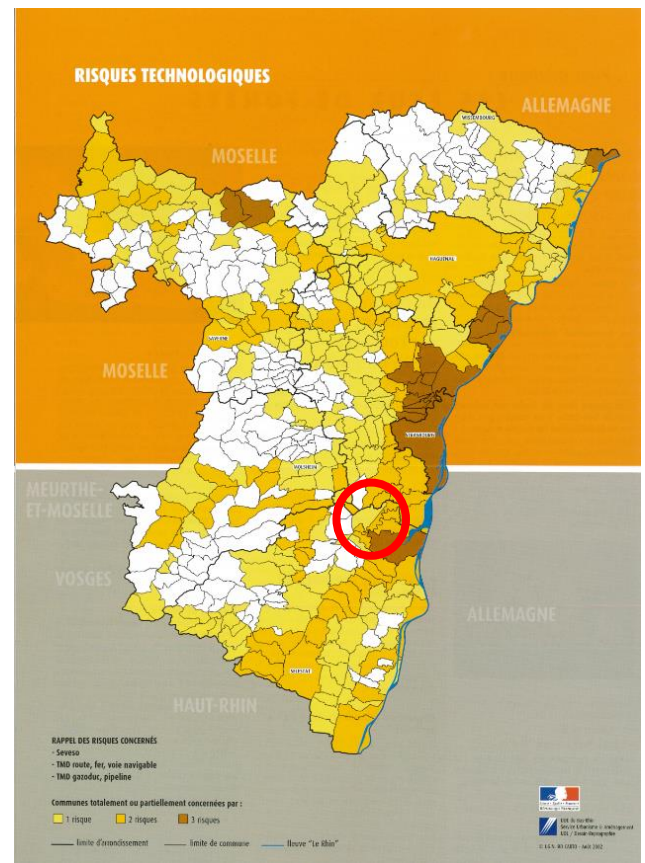 RISQUES TECHNOLOGIQUES
ALLEMAGNE
WISSEMBOURG
MOSELLE
HAGUENAU
SAVERNE
MOSELLE
STRASBOURG
MOLSHEIM
MEURTHE-
ET-MOSELLE
VOSGES
ALLEMAGNE
SELESTAT
HAUT-RHIN
RAPPEL DES RISQUES CONCERNÉS
- Seveso
- TMD route, fer, voie navigable
- TMD gazoduc, pipeline
Communes totalement ou partiellement concernées par :
1 risque
2 risques
3 risques
limite d'arrondissement
limite de commune
fleuve "Le Rhin"